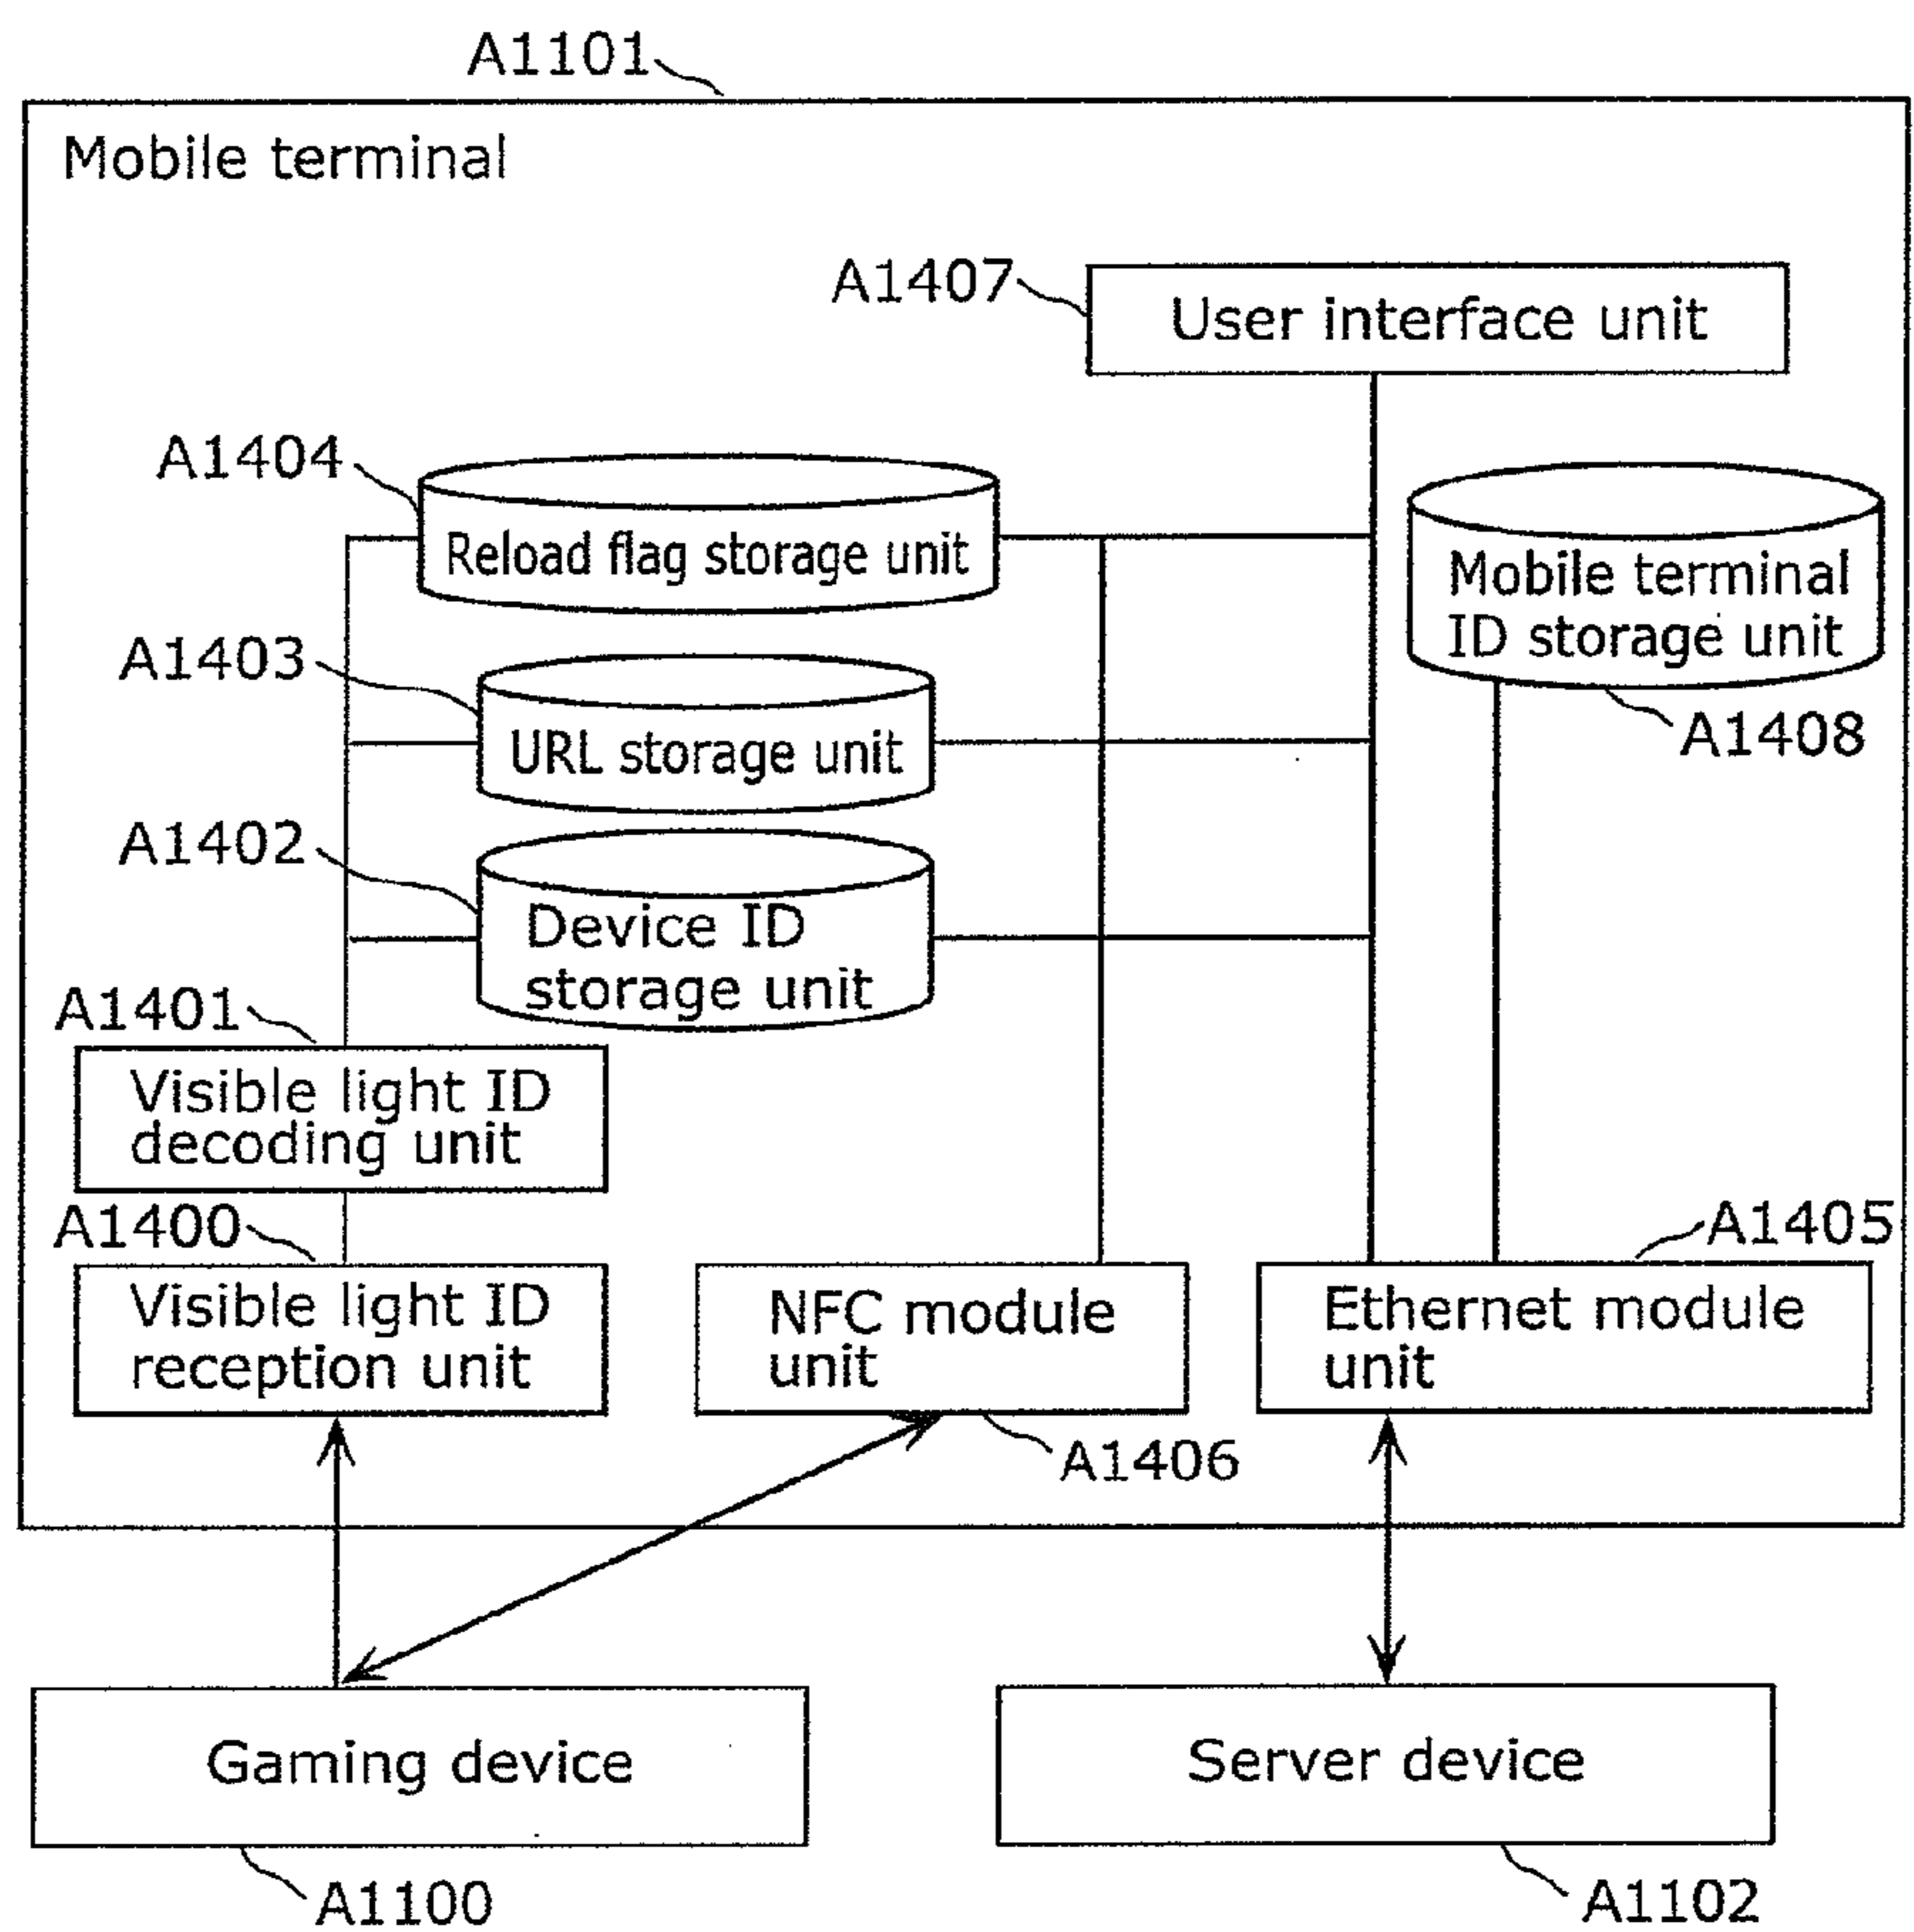 A1101
Mobile terminal
A1407
User interface unit
A1404
Reload flag storage unit
Mobile terminal
ID storage unit
A1403
URL storage unit
A1408
A1402
Device ID
storage unit
A1401
Visible light ID
decoding unit
A1400
A1405
Visible light ID
reception unit
NFC module
unit
Ethernet module
unit
A1406
Gaming device
Server device
A1100
A1102